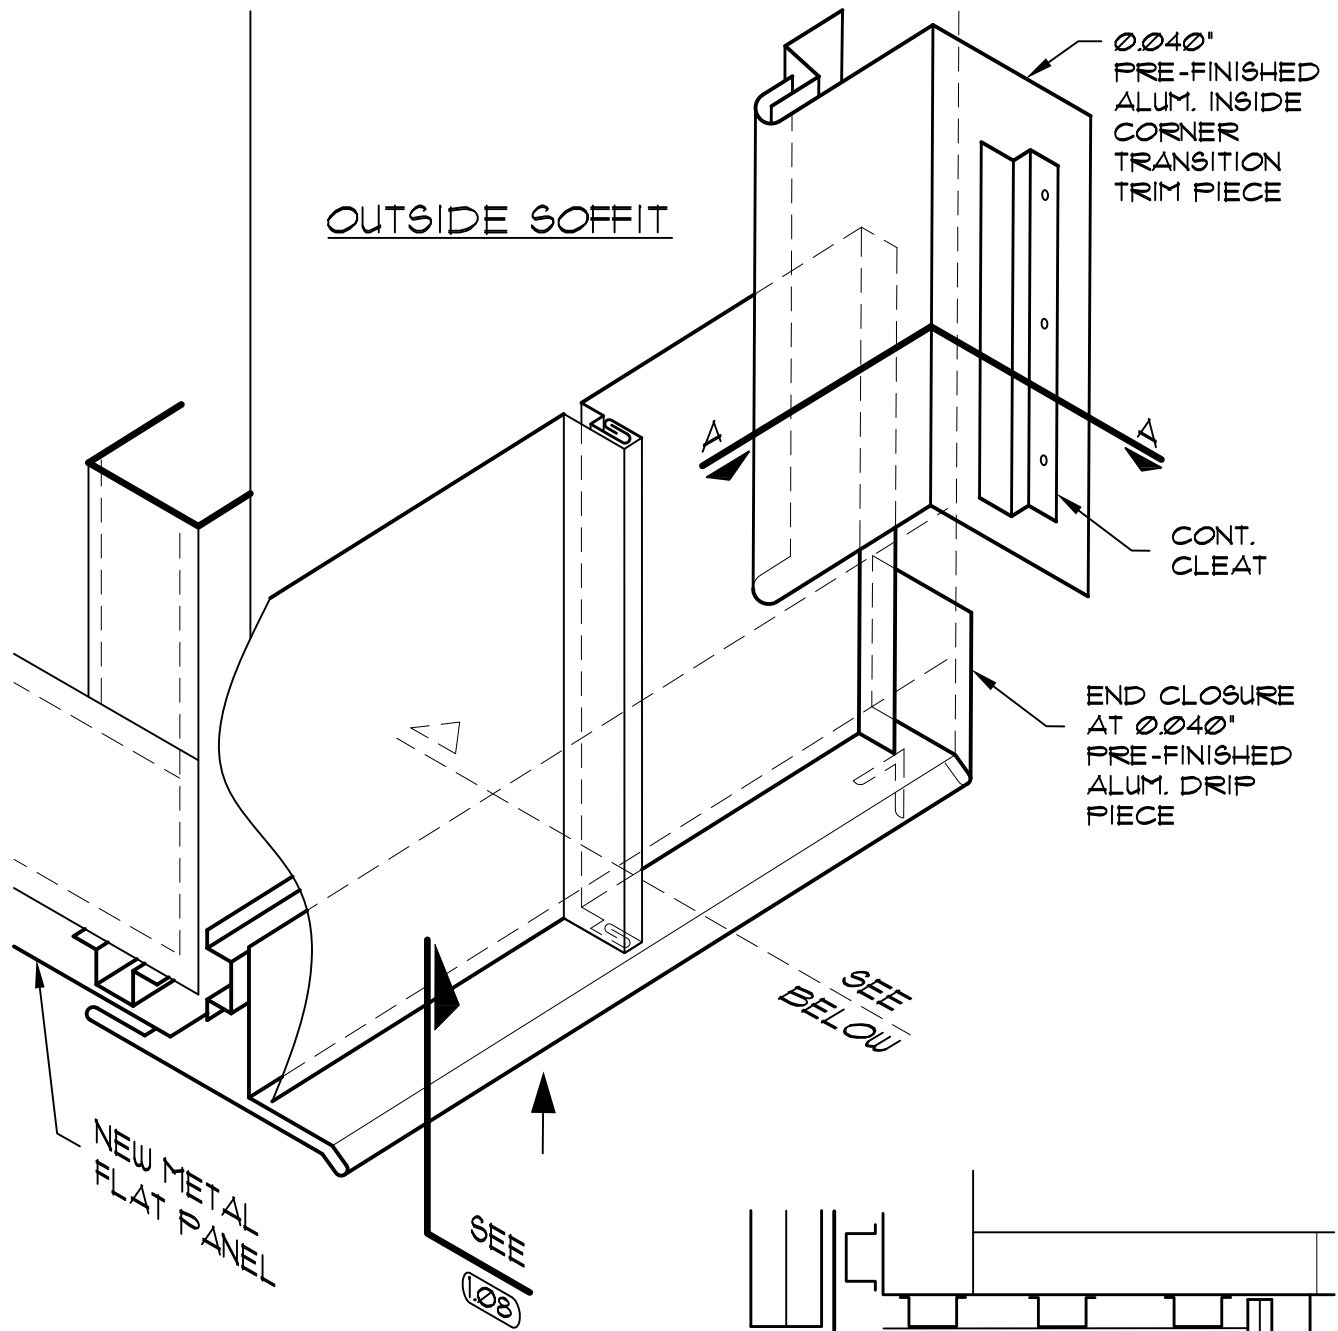 0.040"
PRE-FINISHED
ALUM. INSIDE
CORNER
TRANSITION
TRIM PIECE
OUTSIDE SOFFIT
A
A
CONT.
CLEAT
END CLOSURE
AT 0.040"
PRE-FINISHED
ALUM. DRIP
PIECE
SEE
BELOW
NEW METAL
FLAT PANEL
SEE
1.08